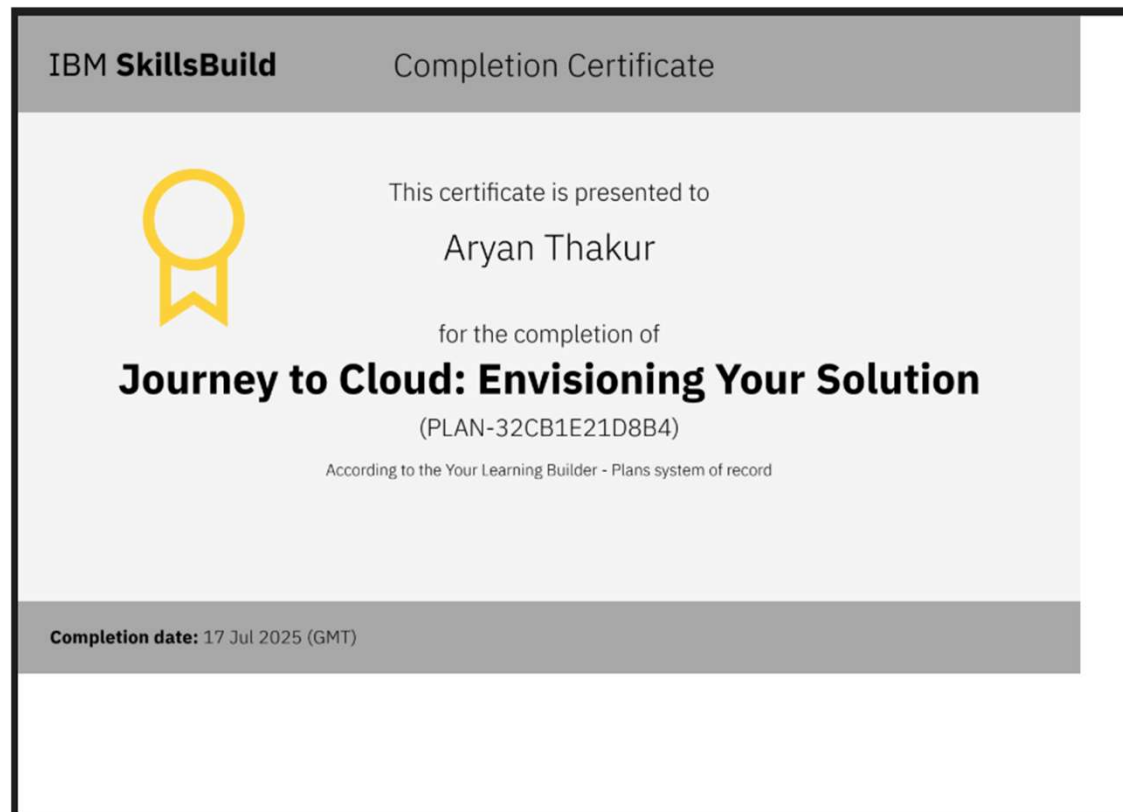 IBM SkillsBuild
Completion Certificate
This certificate is presented to
Aryan Thakur
for the completion of
Journey to Cloud: Envisioning Your Solution
(PLAN-32CB1E21D8B4)
According to the Your Learning Builder - Plans system of record
Completion date: 17 Jul 2025 (GMT)